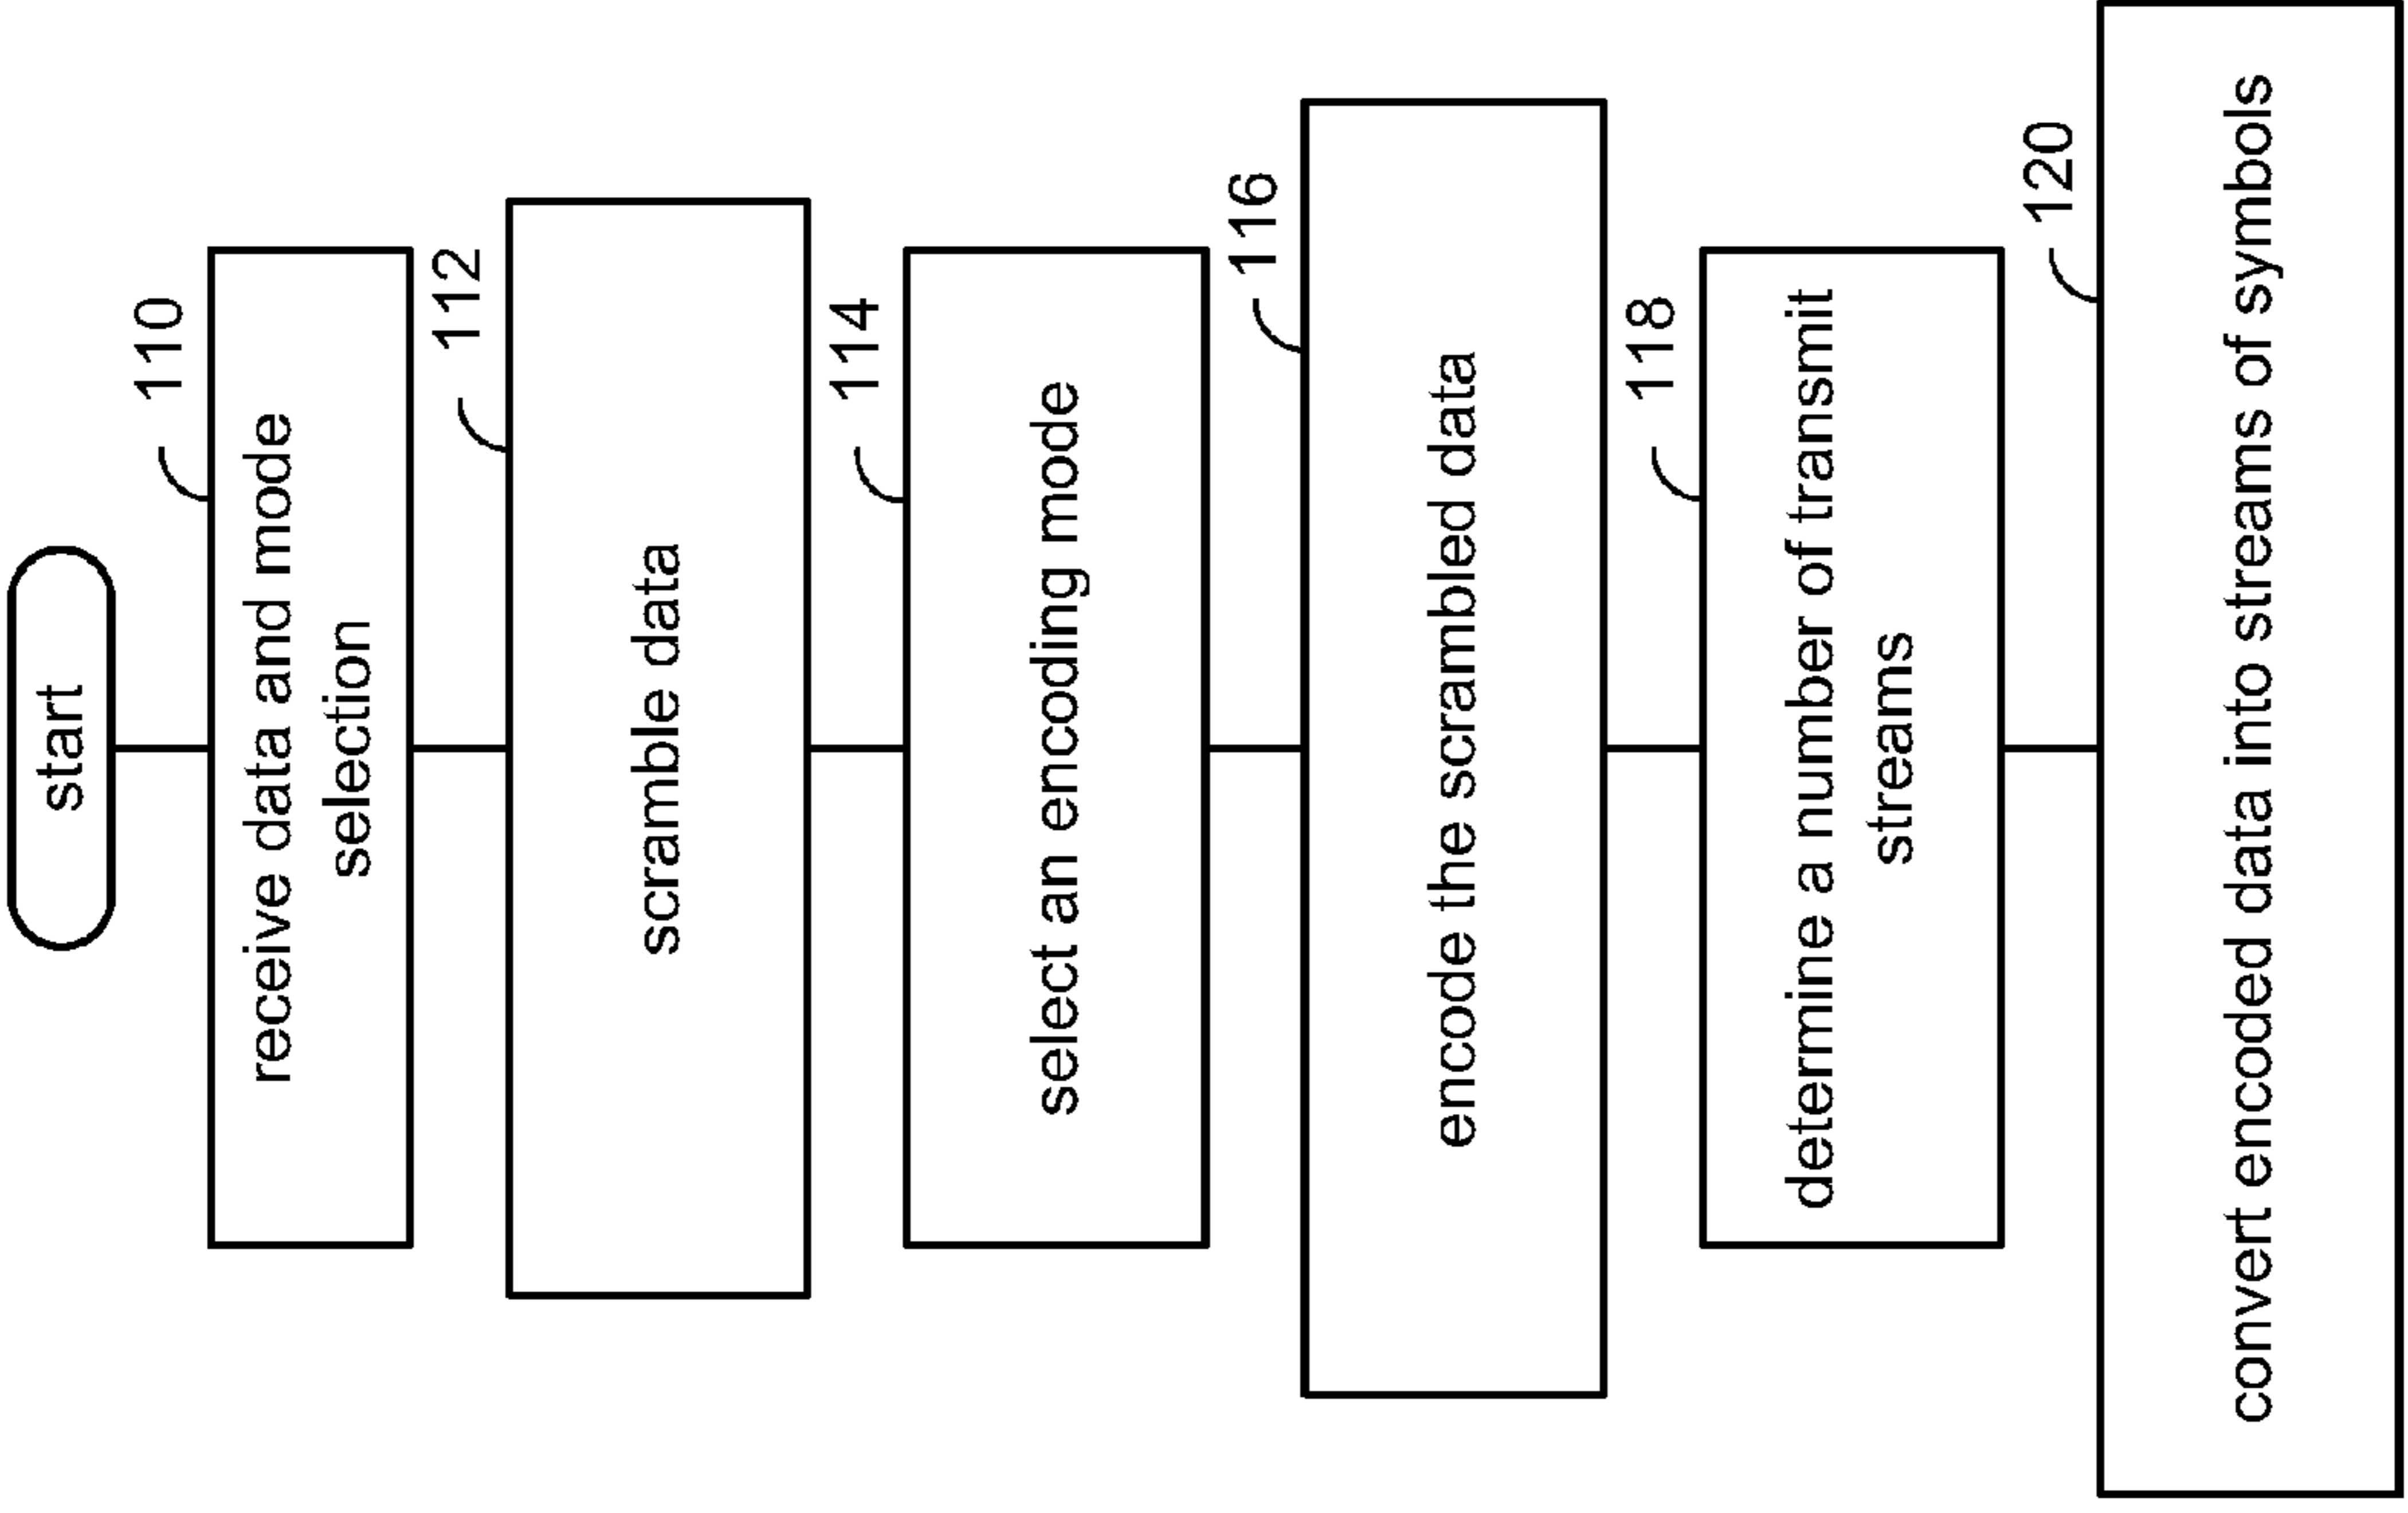 start
110
receive data and mode
selection
112
scramble data
114
select an encoding mode
116
encode the scrambled data
118
determine a number of transmit
streams
120
convert encoded data into streams of symbols